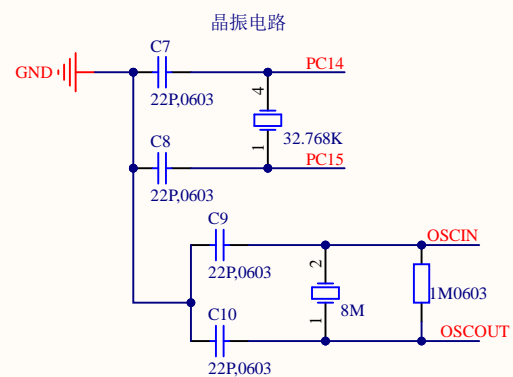 晶振电路
C7
GND
PC14
22P,0603
4
32.768K
C8
1
PC15
22P,0603
C9
OSCIN
22P,0603
2
1M0603
8M
C10
1
OSCOUT
22P,0603